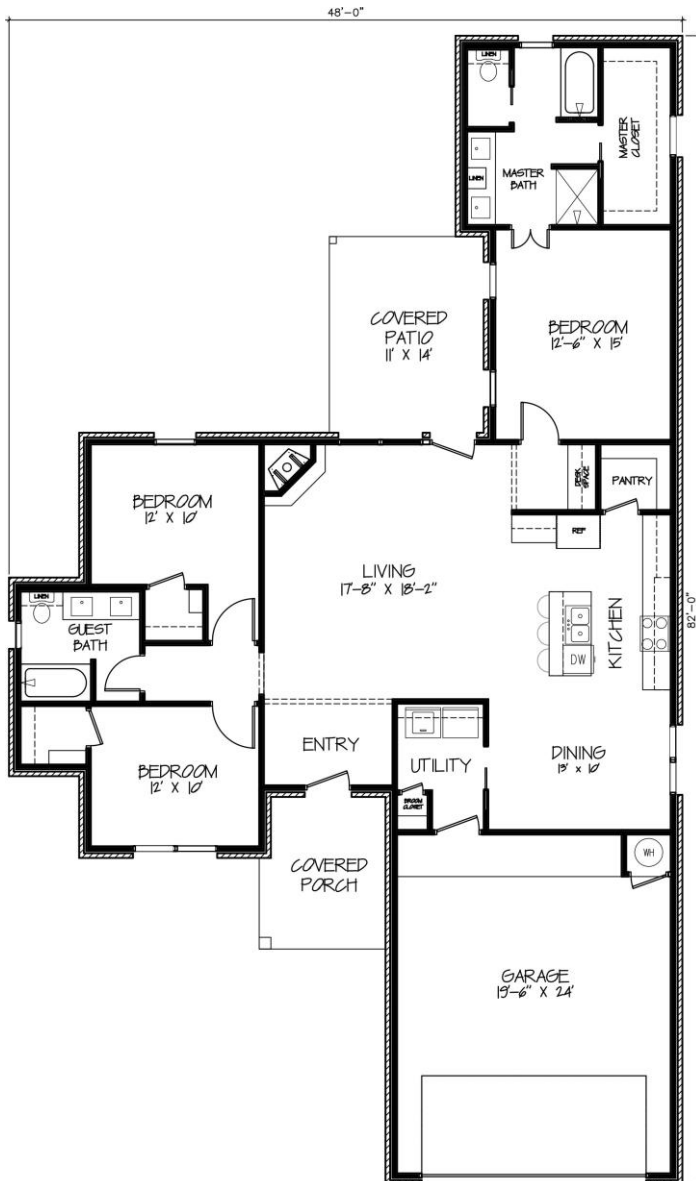 48'-0"
LINEN
MASTER
CLOSET
LINEN
MASTER
BATH
COVERED
PATIO
11' X 14'
BEDROOM
12'-6" X 15'
BEDROOM
12' X 10'
DESK
SPACE
PANTRY
REF
LIVING
17'-8" X 18'-2"
LINEN
GUEST
BATH
KITCHEN
DW
82'-0"
ENTRY
UTILITY
DINING
13' x 10'
BEDROOM
12' X 10'
BROOM
CLOSET
COVERED
PORCH
WH
GARAGE
19'-6" X 24'